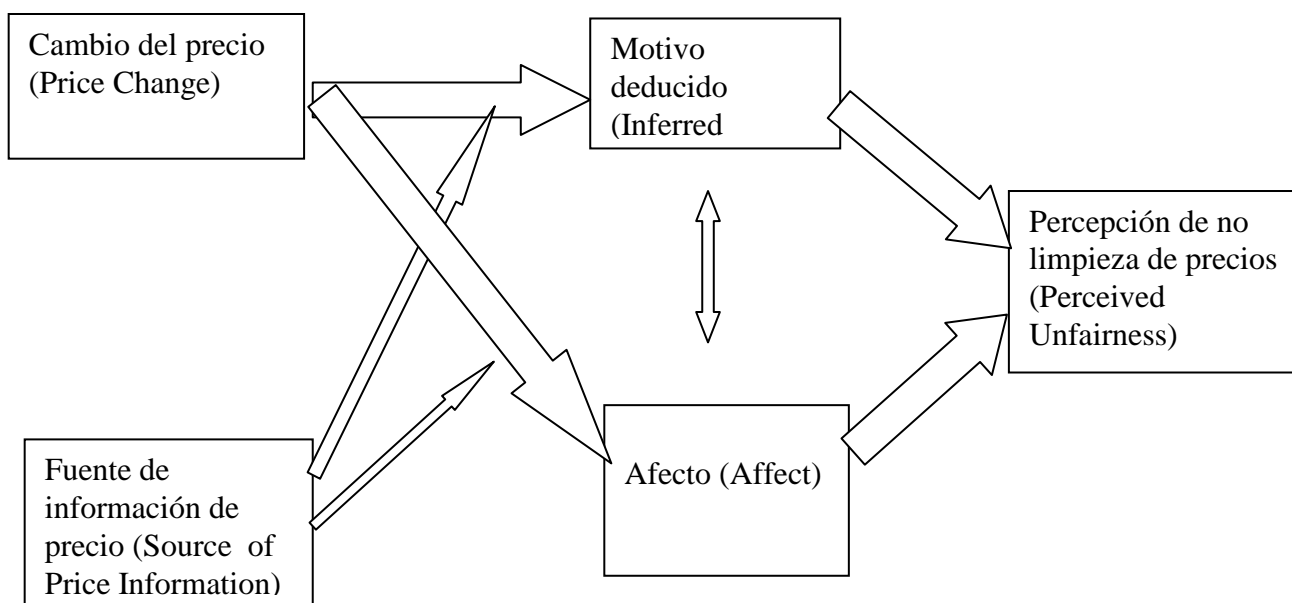 Cambio del precio
(Price Change)
Motivo
deducido
(Inferred
Percepción de no
limpieza de precios
(Perceived
Unfairness)
Afecto (Affect)
Fuente de
información de
precio (Source of
Price Information)